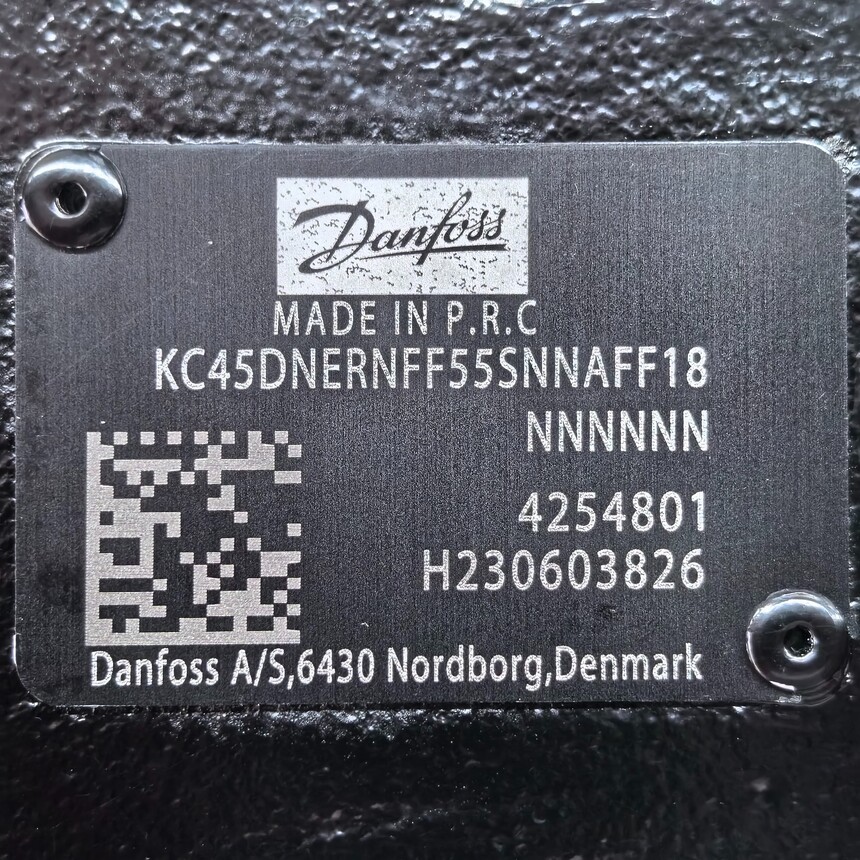 Danfoss
MADE IN P.R.C
KC45DNERNFF55SNNAFF18
NNNNNN
4254801
H230603826
Danfoss A/S,6430 Nordborg,Denmark